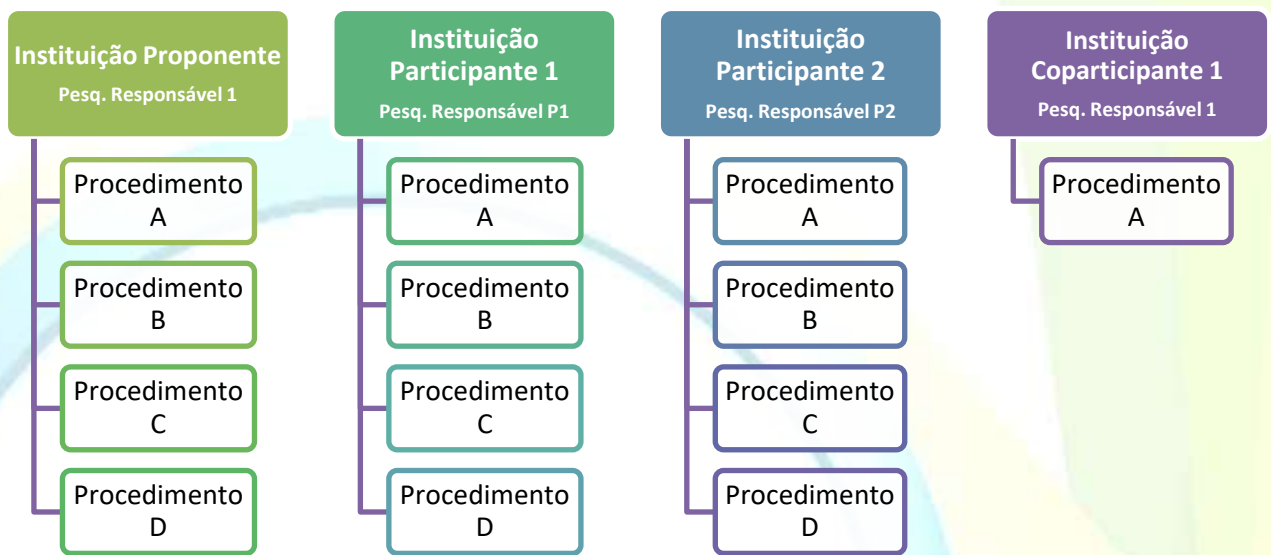 Instituição Proponente
Pesq. Responsável 1
Procedimento
A
Procedimento
B
Procedimento
C
Procedimento
D
Instituição
Participante 1
Pesq. Responsável P1
Procedimento
A
Procedimento
B
Procedimento
C
Procedimento
D
Instituição
Participante 2
Pesq. Responsável P2
Procedimento
A
Procedimento
B
Procedimento
C
Procedimento
D
Instituição
Coparticipante 1
Pesq. Responsável 1
Procedimento
A